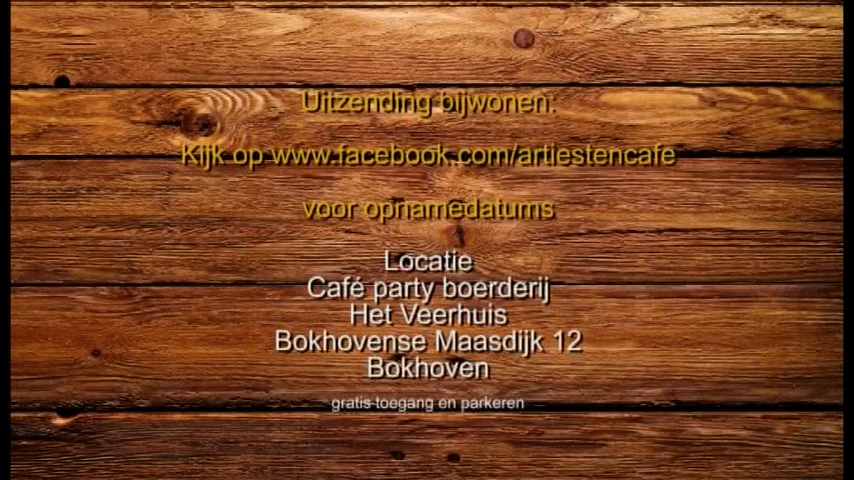 Uitzending bijwonen:
Kijk op www.facebook.com/artiestencafe
voor opnamedatums
Locatie
Café party boerderij
Het Veerhuis
Bokhovense Maasdijk 12
Bokhoven
gratis toegang en parkeren